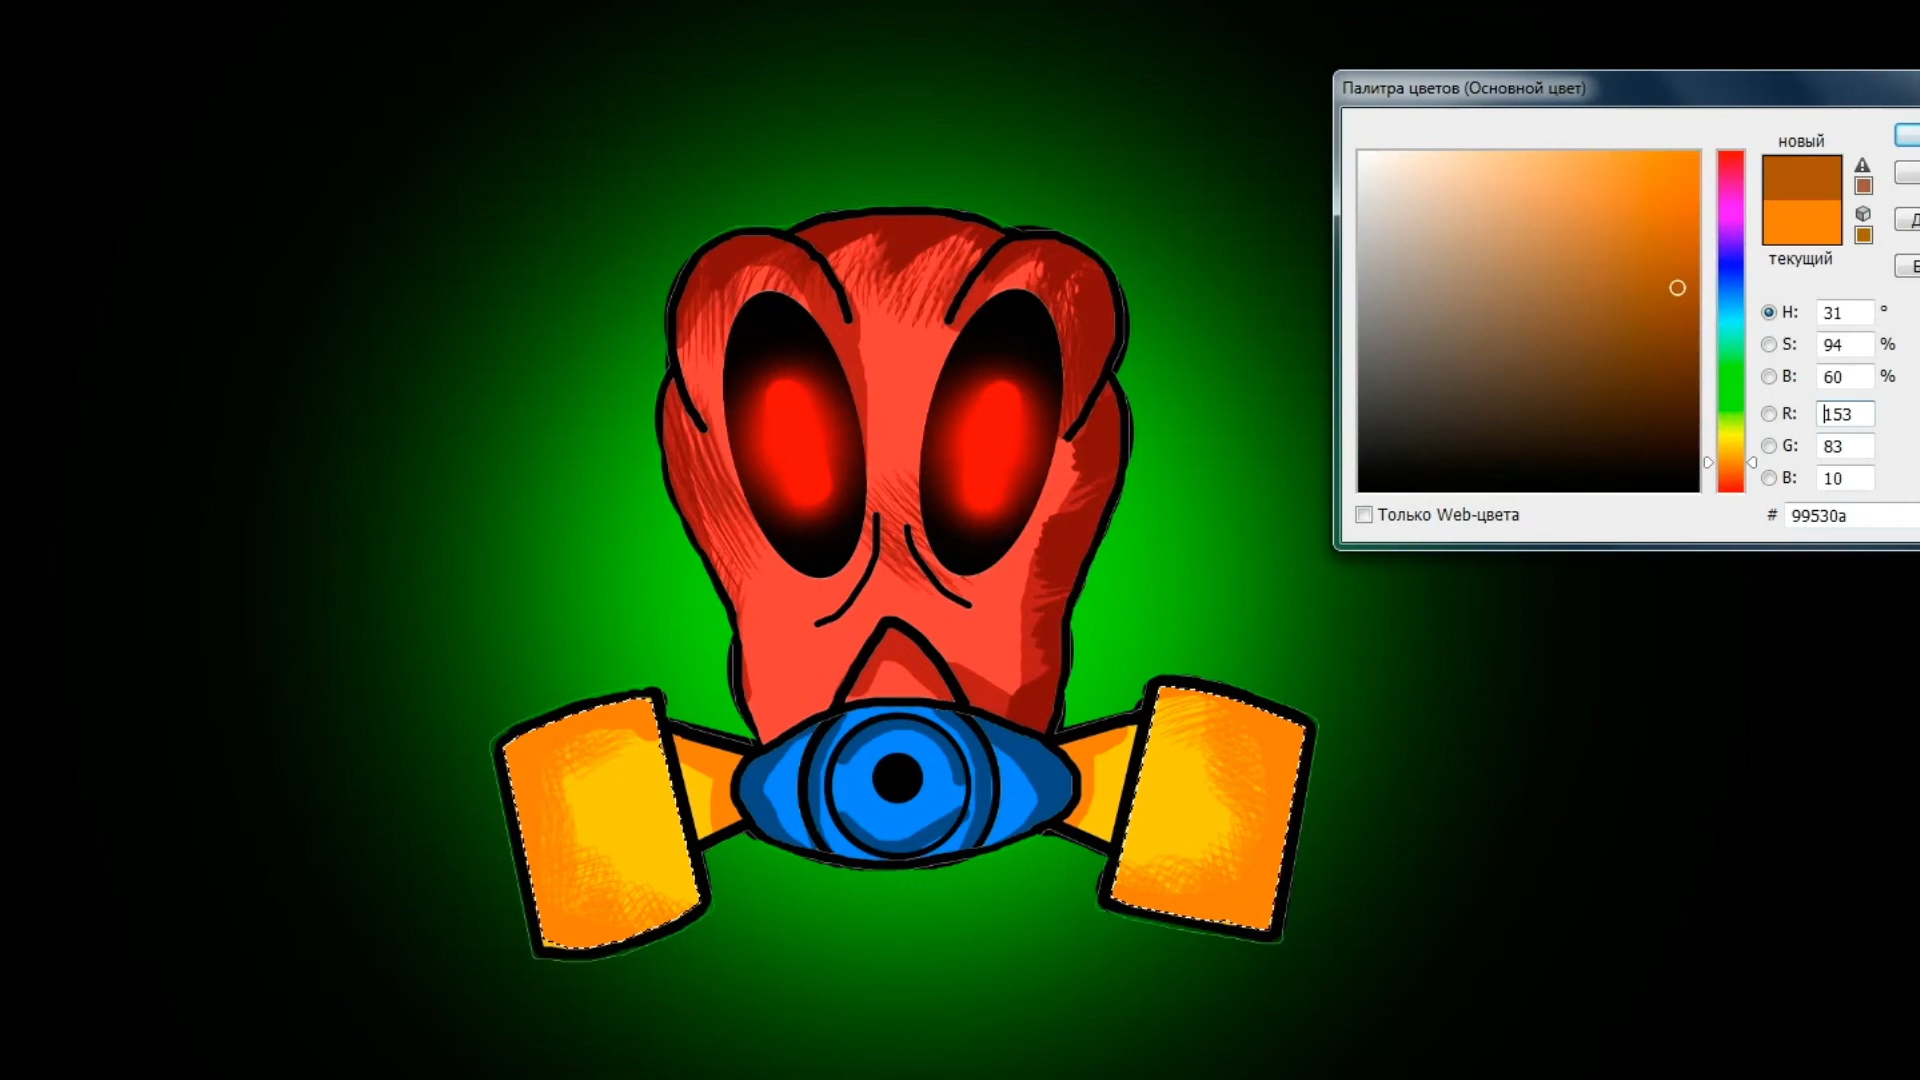 Палитра цветов (Основной цвет)
новый
текущий
H: 31 °
S: 94 %
B: 60 %
R: 153
G: 83
B: 10
Только Web-цвета
# 99530a